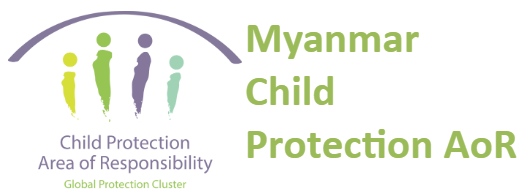 Child Protection
Area of Responsibility
Global Protection Cluster
Myanmar
Child
Protection AoR